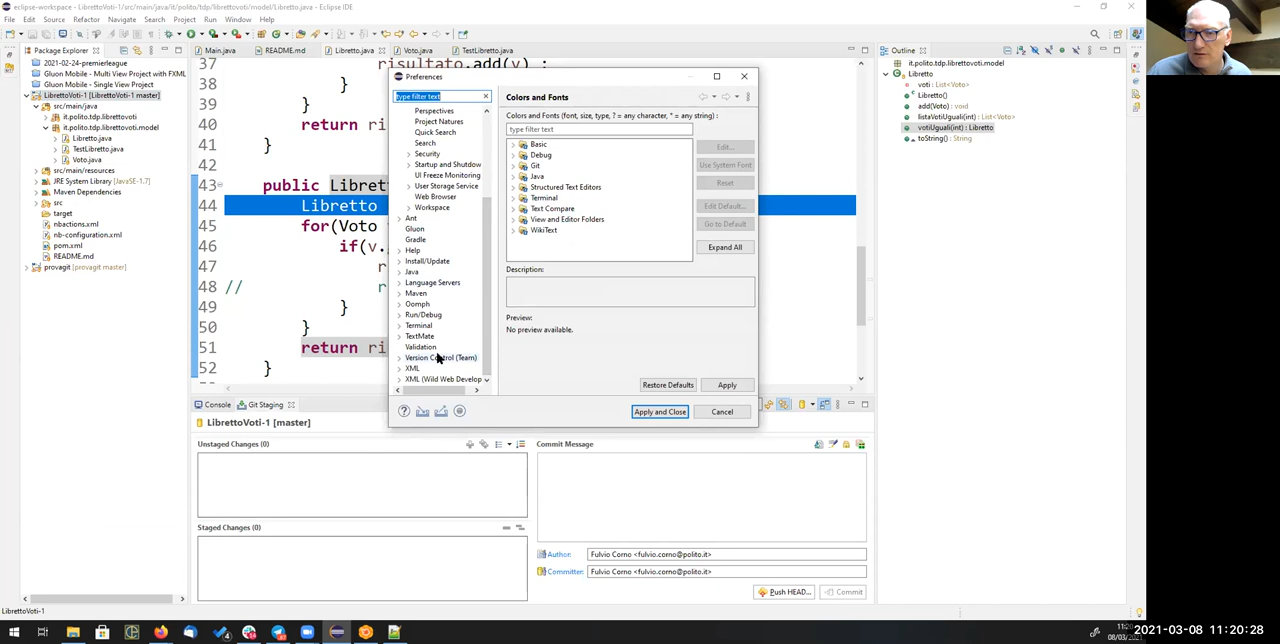 eclipse-workspace - LibrettoVoti-1/src/main/java/it/polito/tdp/librettovoti/model/Libretto.java - Eclipse IDE
File Edit Source Refactor Navigate Search Project Run Window Help
Package Explorer
2021-02-24-premierleague
Gluon Mobile - Multi View Project with FXML
Gluon Mobile - Single View Project
LibrettoVoti-1 [LibrettoVoti-1 master]
src/main/java
it.polito.tdp.librettovoti
it.polito.tdp.librettovoti.model
Libretto.java
TestLibretto.java
Voto.java
src/main/resources
JRE System Library [JavaSE-1.7]
Maven Dependencies
src
target
nbactions.xml
nb-configuration.xml
pom.xml
README.md
provagit [provagit master]
Main.java README.md Libretto.java Voto.java TestLibretto.java
37 risultato.add(v) ;
38 }
39 }
40 return ri
41 }
42
43 public Librett
44 Libretto
45 for(Voto
46 if(v.
47 r
48 // r
49 }
50 }
51 return ri
52 }
Preferences
type filter text
Perspectives
Project Natures
Quick Search
Search
Security
Startup and Shutdow
UI Freeze Monitoring
User Storage Service
Web Browser
Workspace
Ant
Gluon
Gradle
Help
Install/Update
Java
Language Servers
Maven
Oomph
Run/Debug
Terminal
TextMate
Validation
Version Control (Team)
XML
XML (Wild Web Develop
Colors and Fonts
Colors and Fonts (font, size, type, ? = any character, * = any string) :
type filter text
Basic
Debug
Git
Java
Structured Text Editors
Terminal
Text Compare
View and Editor Folders
WikiText
Edit...
Use System Font
Reset
Edit Default...
Go to Default
Expand All
Description:
Preview:
No preview available.
Restore Defaults Apply
Apply and Close Cancel
Outline
it.polito.tdp.librettovoti.model
Libretto
voti : List<Voto>
Libretto()
add(Voto) : void
listaVotiUguali(int) : List<Voto>
votiUguali(int) : Libretto
toString() : String
Console Git Staging
LibrettoVoti-1 [master]
Unstaged Changes (0)
Staged Changes (0)
Commit Message
Author: Fulvio Corno <fulvio.corno@polito.it>
Committer: Fulvio Corno <fulvio.corno@polito.it>
Push HEAD... Commit
LibrettoVoti-1
2021-03-08 11:20:28